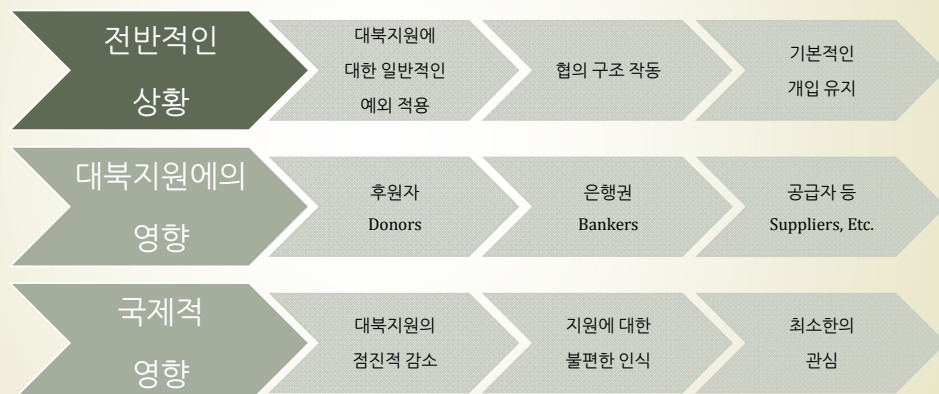 전반적인
상황
대북지원에
대한 일반적인
예외 적용
협의 구조 작동
기본적인
개입 유지
대북지원에의
영향
후원자
Donors
은행권
Bankers
공급자 등
Suppliers, Etc.
국제적
영향
대북지원의
점진적 감소
지원에 대한
불편한 인식
최소한의
관심